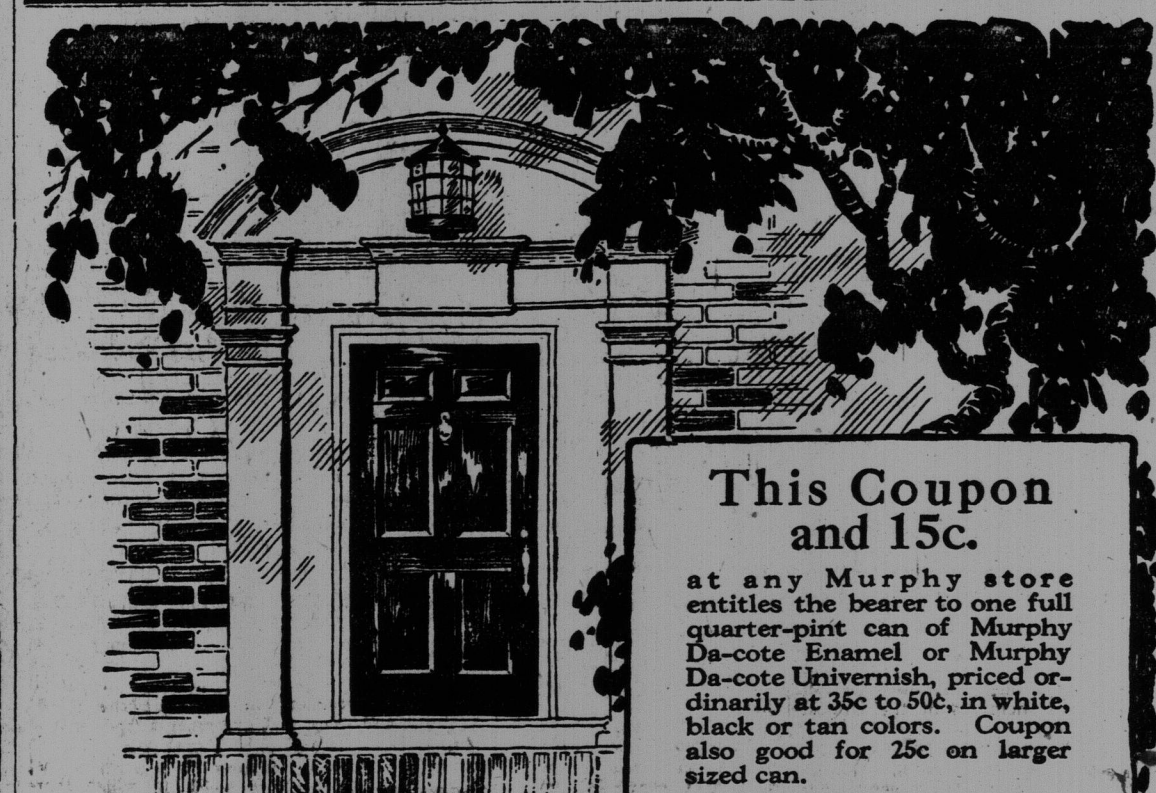 This Coupon
and 15c.
at any Murphy store
entitles the bearer to one full
quarter-pint can of Murphy
Da-cote Enamel or Murphy
Da-cote Univernish, priced or-
dinarily at 35c to 50c, in white,
black or tan colors. Coupon
also good for 25c on larger
sized can.